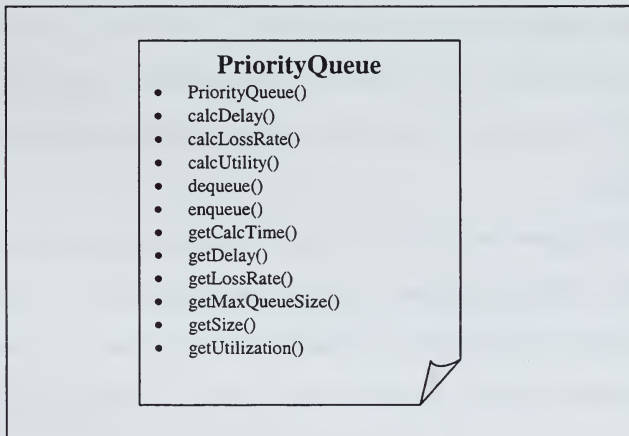 PriorityQueue
• PriorityQueue()
• calcDelay()
• calcLossRate()
• calcUtility()
• dequeue()
• enqueue()
• getCalcTime()
• getDelay()
• getLossRate()
• getMaxQueueSize()
• getSize()
• getUtilization()